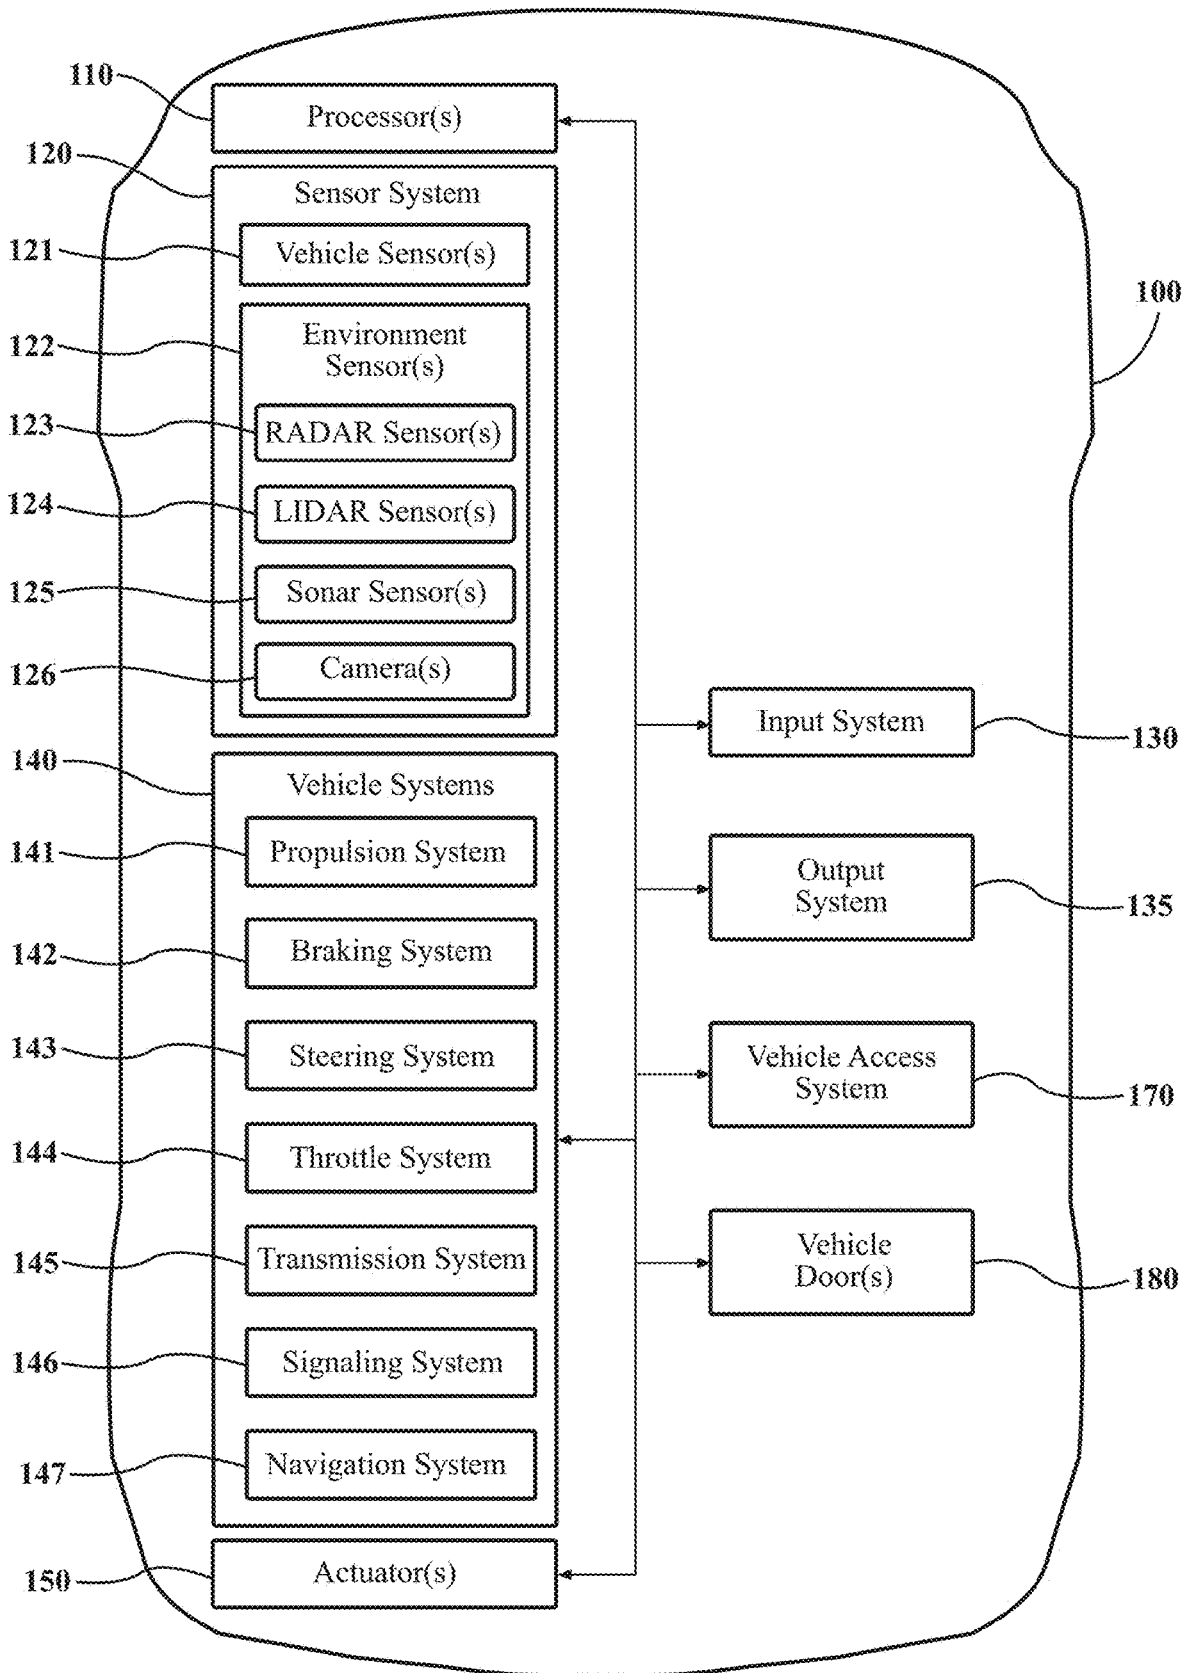 110
Processor(s)
120
Sensor System
121
Vehicle Sensor(s)
100
122
Environment
Sensor(s)
123
RADAR Sensor(s)
124
LIDAR Sensor(s)
125
Sonar Sensor(s)
126
Camera(s)
Input System
130
140
Vehicle Systems
141
Propulsion System
Output
System
135
142
Braking System
143
Steering System
Vehicle Access
System
170
144
Throttle System
145
Transmission System
Vehicle
Door(s)
180
146
Signaling System
147
Navigation System
150
Actuator(s)